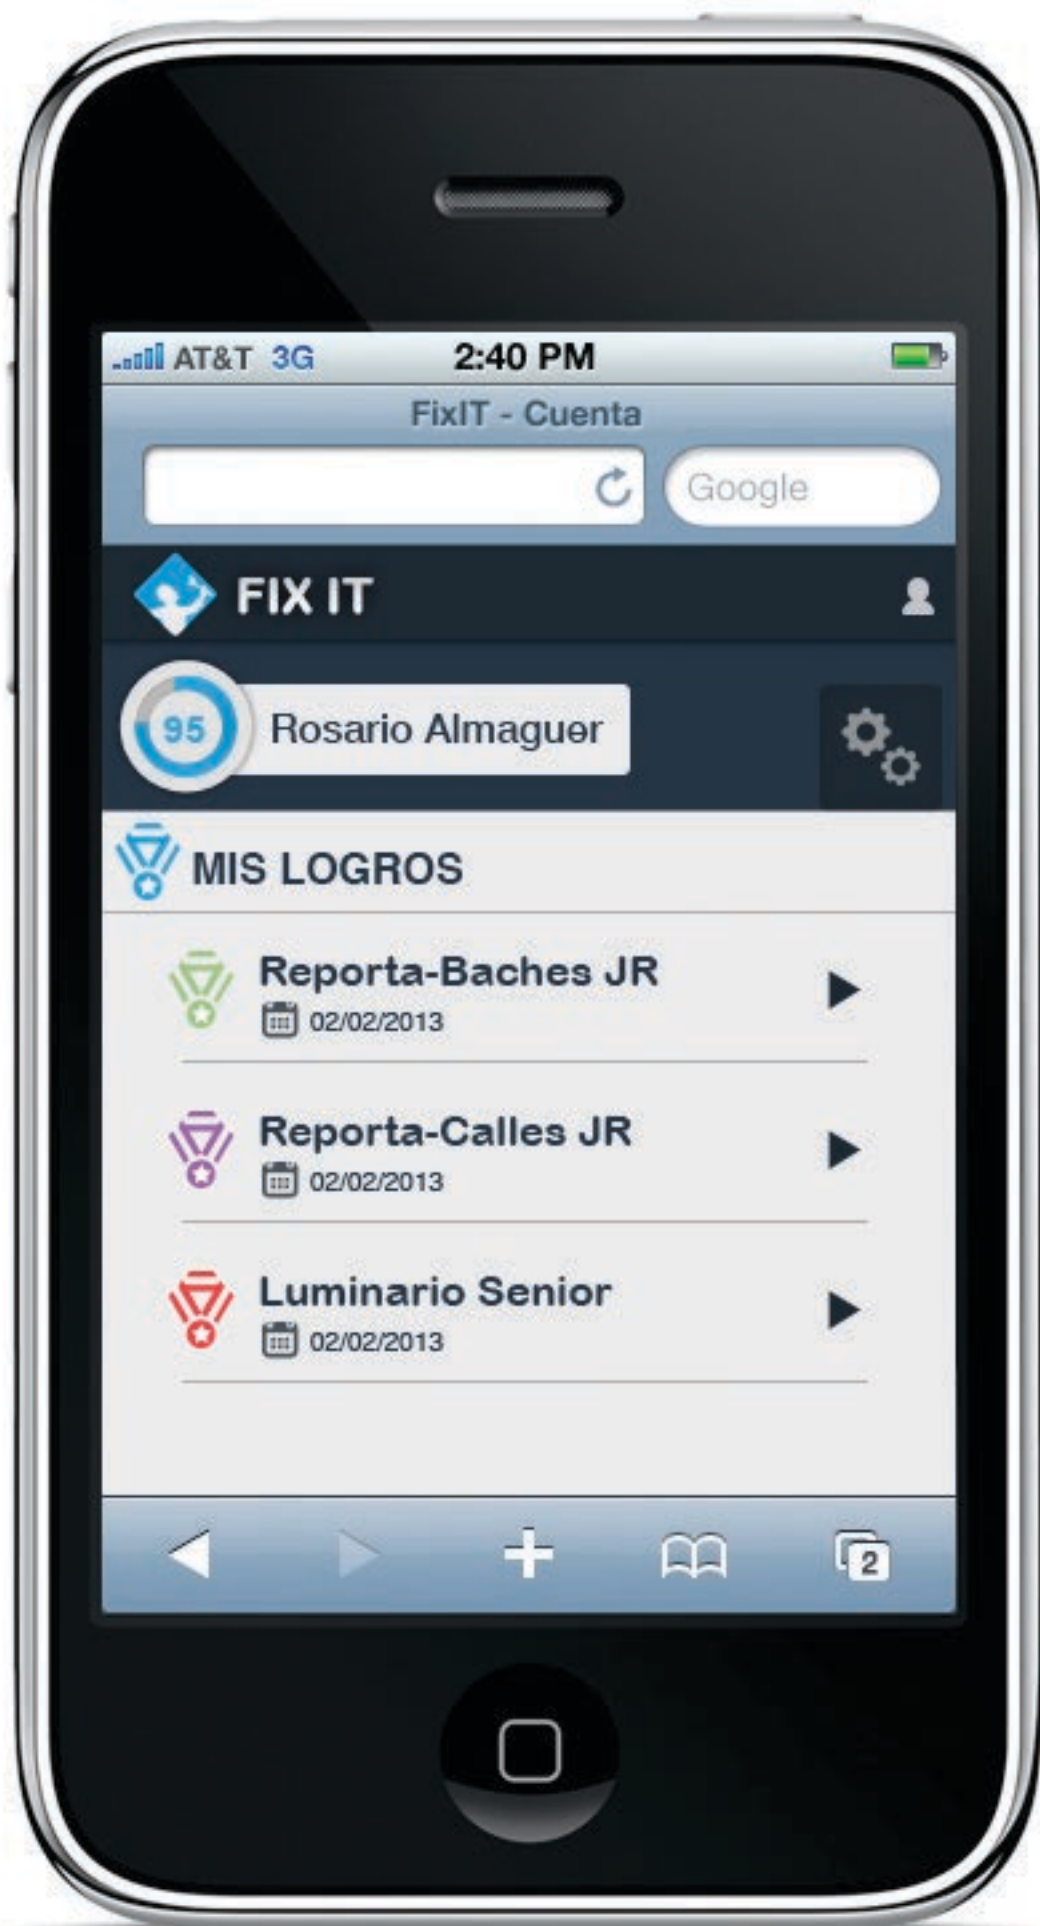 AT&T 3G 2:40 PM
FixIT - Cuenta
Google
FIX IT
95 Rosario Almaguer
MIS LOGROS
Reporta-Baches JR
02/02/2013
Reporta-Calles JR
02/02/2013
Luminario Senior
02/02/2013
2